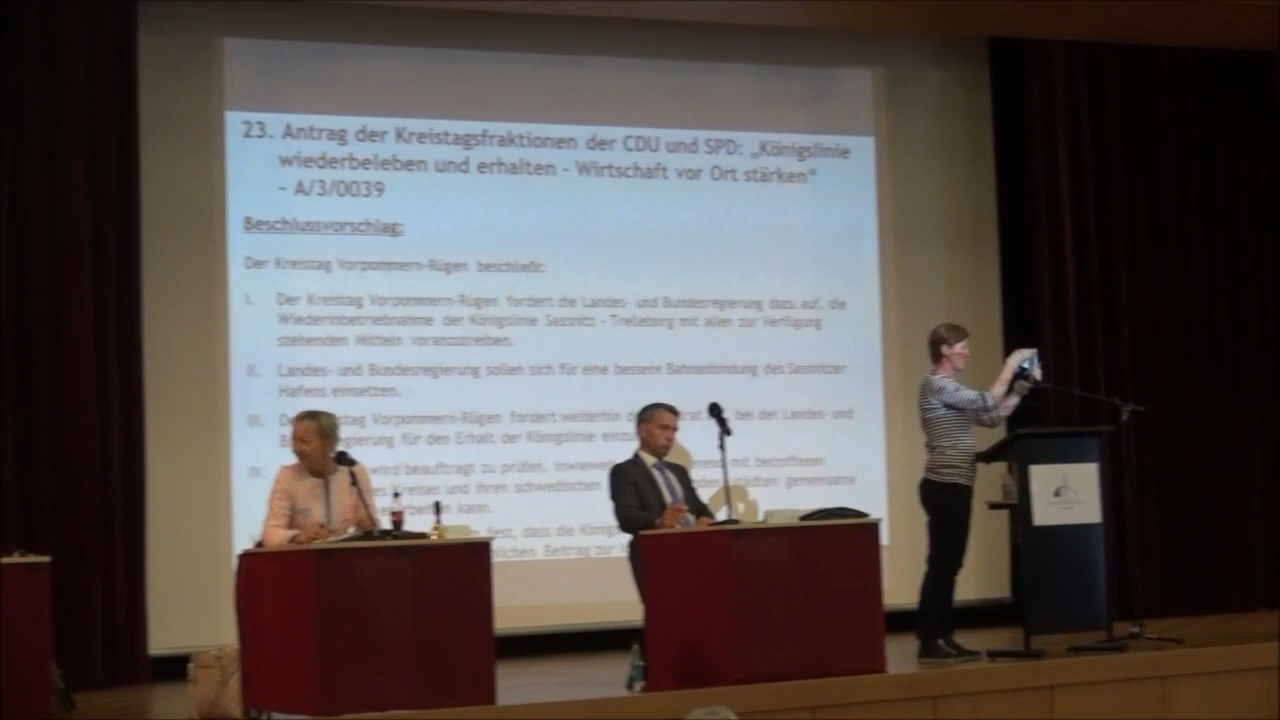 23. Antrag der Kreistagsfraktionen der CDU und SPD: „Königslinie
wiederbeleben und erhalten - Wirtschaft vor Ort stärken“
- A/3/0039
Beschlussvorschlag:
Der Kreistag Vorpommern-Rügen beschließt:
I. Der Kreistag Vorpommern-Rügen fordert die Landes- und Bundesregierung dazu auf, die
Wiederinbetriebnahme der Königslinie Sassnitz - Trelleborg mit allen zur Verfügung
stehenden Mitteln voranzutreiben.
II. Landes- und Bundesregierung sollen sich für eine bessere Bahnanbindung des Sassnitzer
Hafens einsetzen.
III. Vorpommern-Rügen fordert weiterhin bei der Landes- und
für den Erhalt der Königslinie
IV. wird beauftragt zu prüfen, mit betroffenen
Kreises und ihren schwedischen gemeinsame
kann.
fest, dass die
Beitrag zur